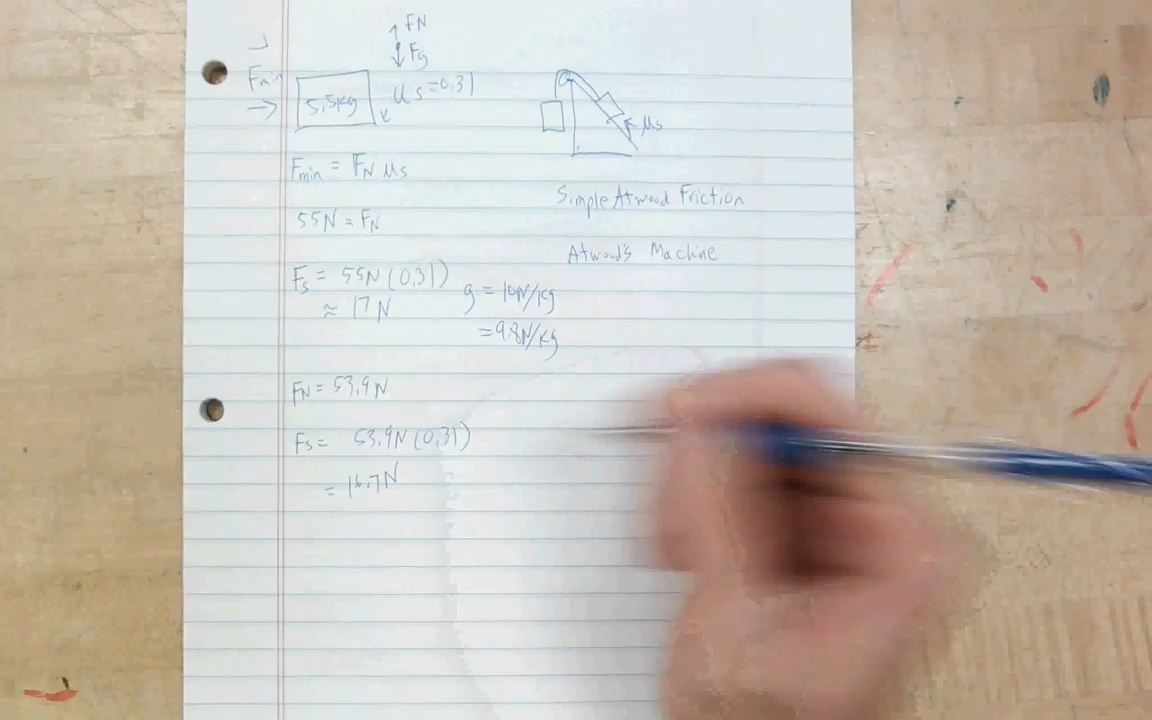 FN
Fg
Fmin
5.5kg
μs=0.31
μs
Fmin = FN μs
Simple Atwood Friction
55N = FN
Atwood's Machine
Fs = 55N (0.31)
≈ 17N
g = 10N/kg
=9.8N/kg
FN = 53.9N
Fs = 53.9N (0.31)
= 16.7N